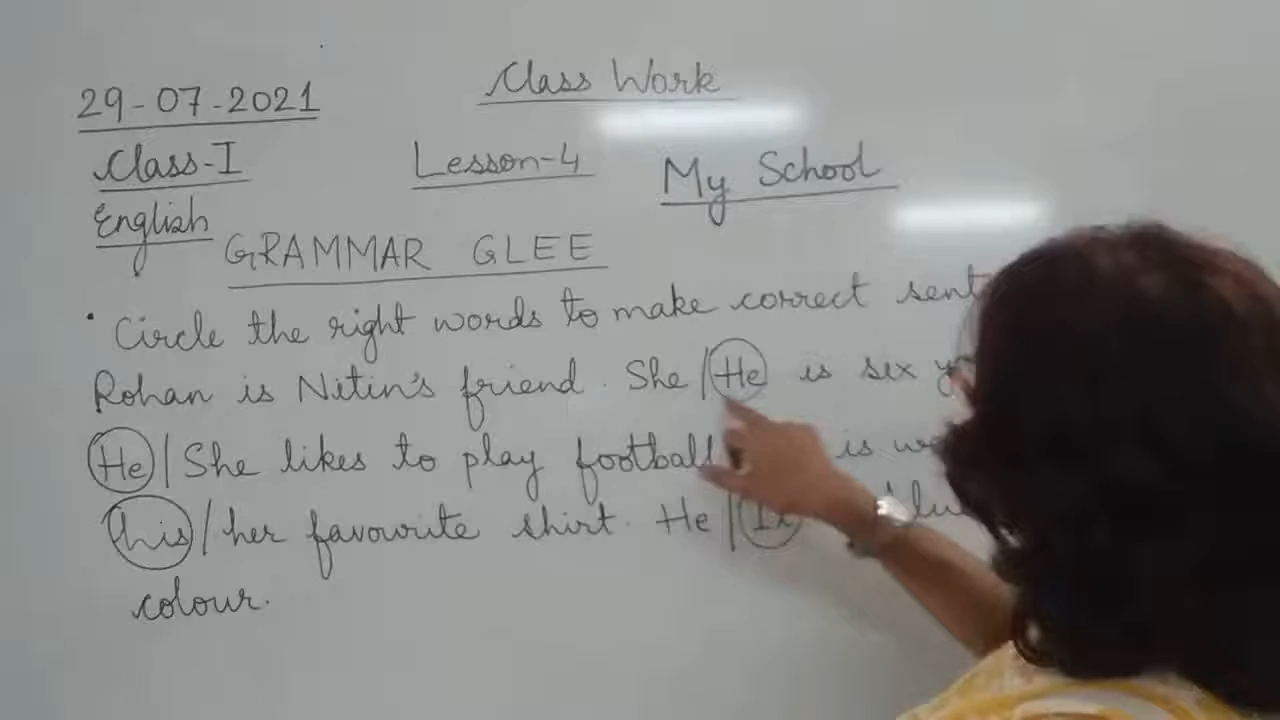 Class Work
29-07-2021
Class-I Lesson-4 My School
English
GRAMMAR GLEE
• Circle the right words to make correct
Rohan is Nitin's friend. She / He is six
He / She likes to play football is
his / her favourite shirt. He / It
colour.